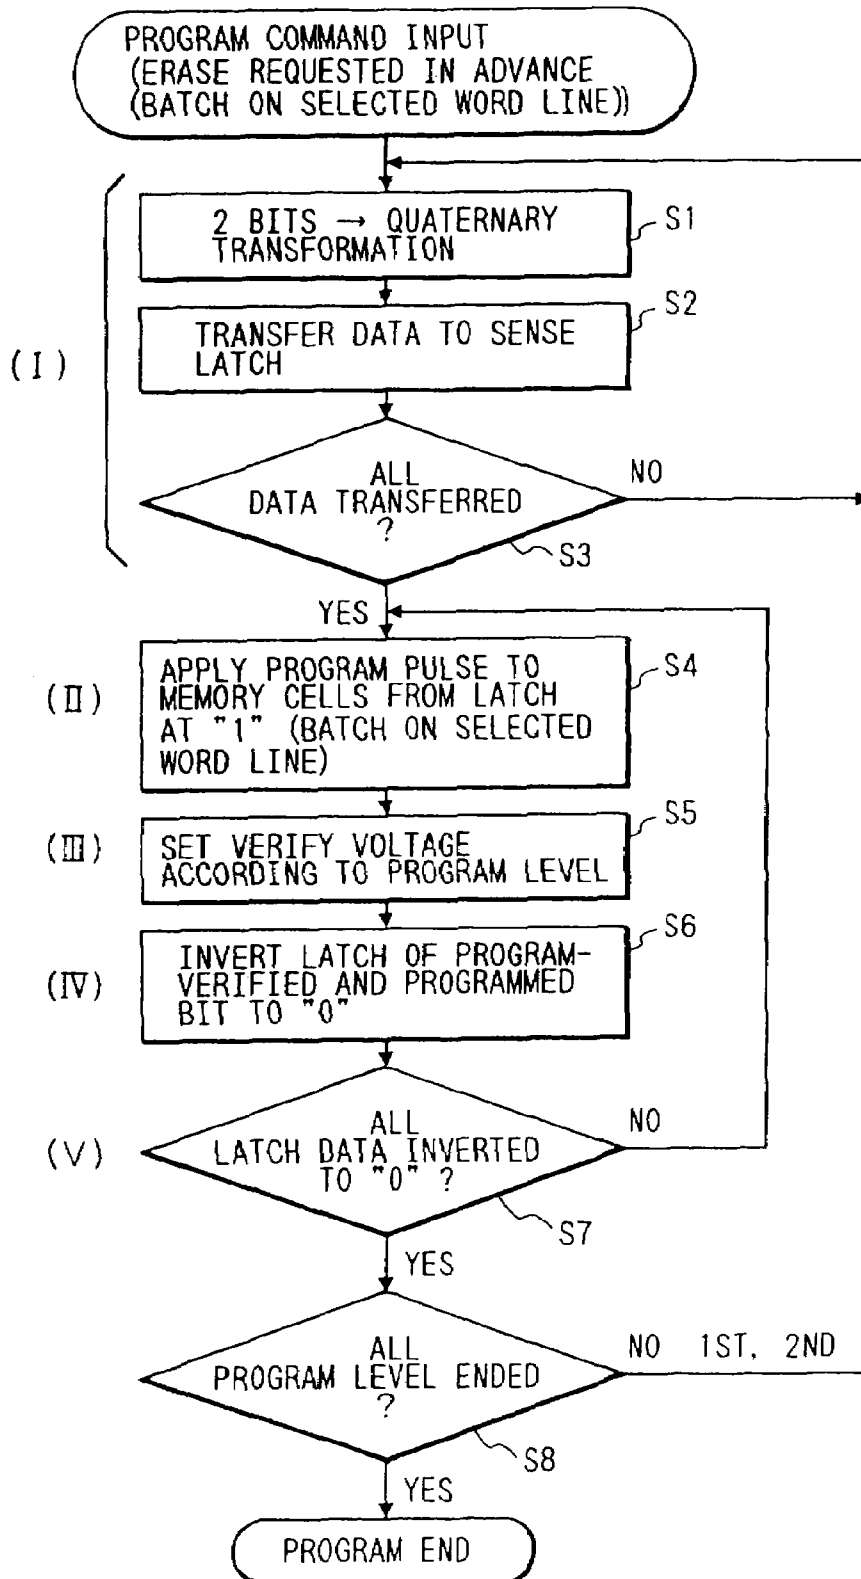 PROGRAM COMMAND INPUT
(ERASE REQUESTED IN ADVANCE
(BATCH ON SELECTED WORD LINE))
2 BITS → QUATERNARY
TRANSFORMATION
S1
TRANSFER DATA TO SENSE
LATCH
S2
(I)
ALL
DATA TRANSFERRED
?
NO
S3
YES
(II)
APPLY PROGRAM PULSE TO
MEMORY CELLS FROM LATCH
AT "1" (BATCH ON SELECTED
WORD LINE)
S4
(III)
SET VERIFY VOLTAGE
ACCORDING TO PROGRAM LEVEL
S5
(IV)
INVERT LATCH OF PROGRAM-
VERIFIED AND PROGRAMMED
BIT TO "0"
S6
(V)
ALL
LATCH DATA INVERTED
TO "0" ?
NO
S7
YES
ALL
PROGRAM LEVEL ENDED
?
NO 1ST, 2ND
S8
YES
PROGRAM END